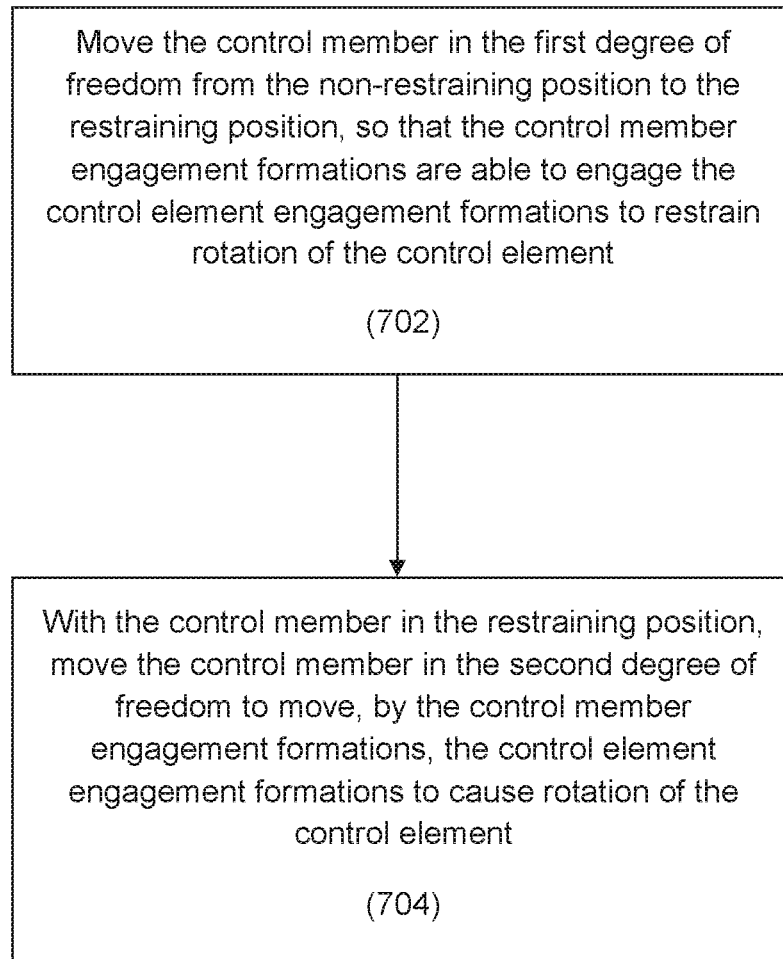 Move the control member in the first degree of
freedom from the non-restraining position to the
restraining position, so that the control member
engagement formations are able to engage the
control element engagement formations to restrain
rotation of the control element
(702)
With the control member in the restraining position,
move the control member in the second degree of
freedom to move, by the control member
engagement formations, the control element
engagement formations to cause rotation of the
control element
(704)